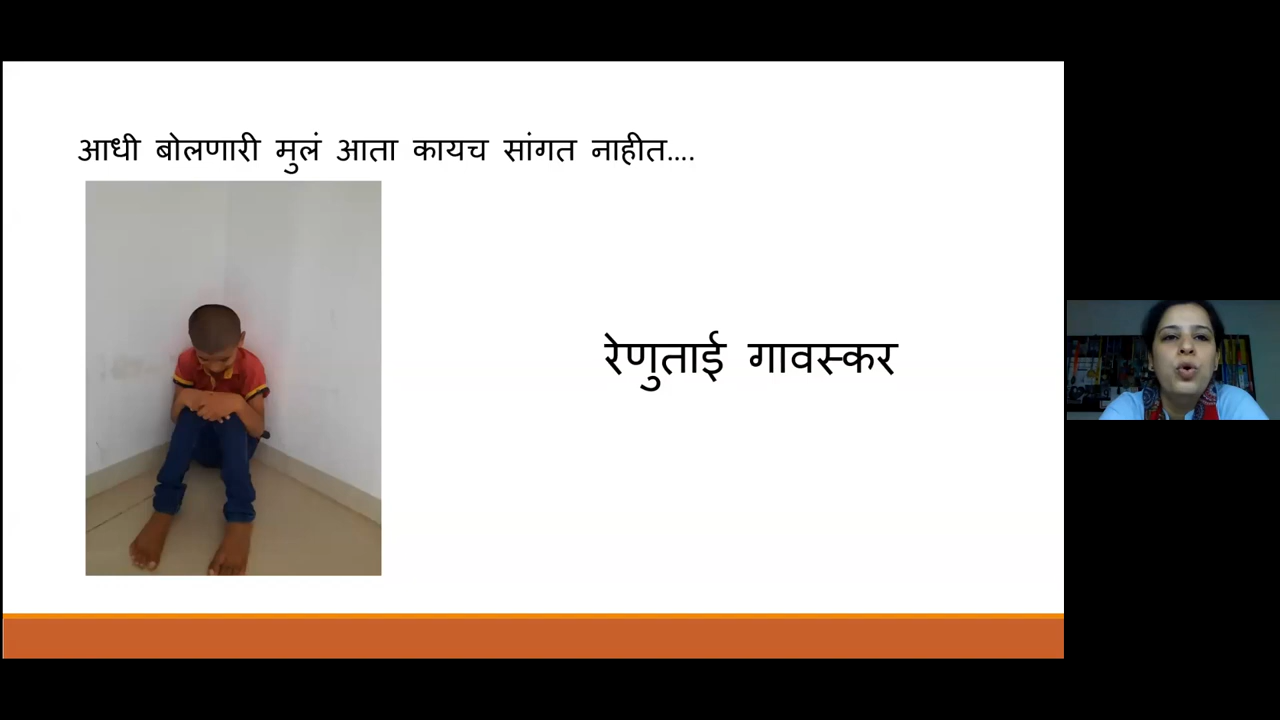 आधी बोलणारी मुलं आता कायच सांगत नाहीत....
रेणुताई गावस्कर